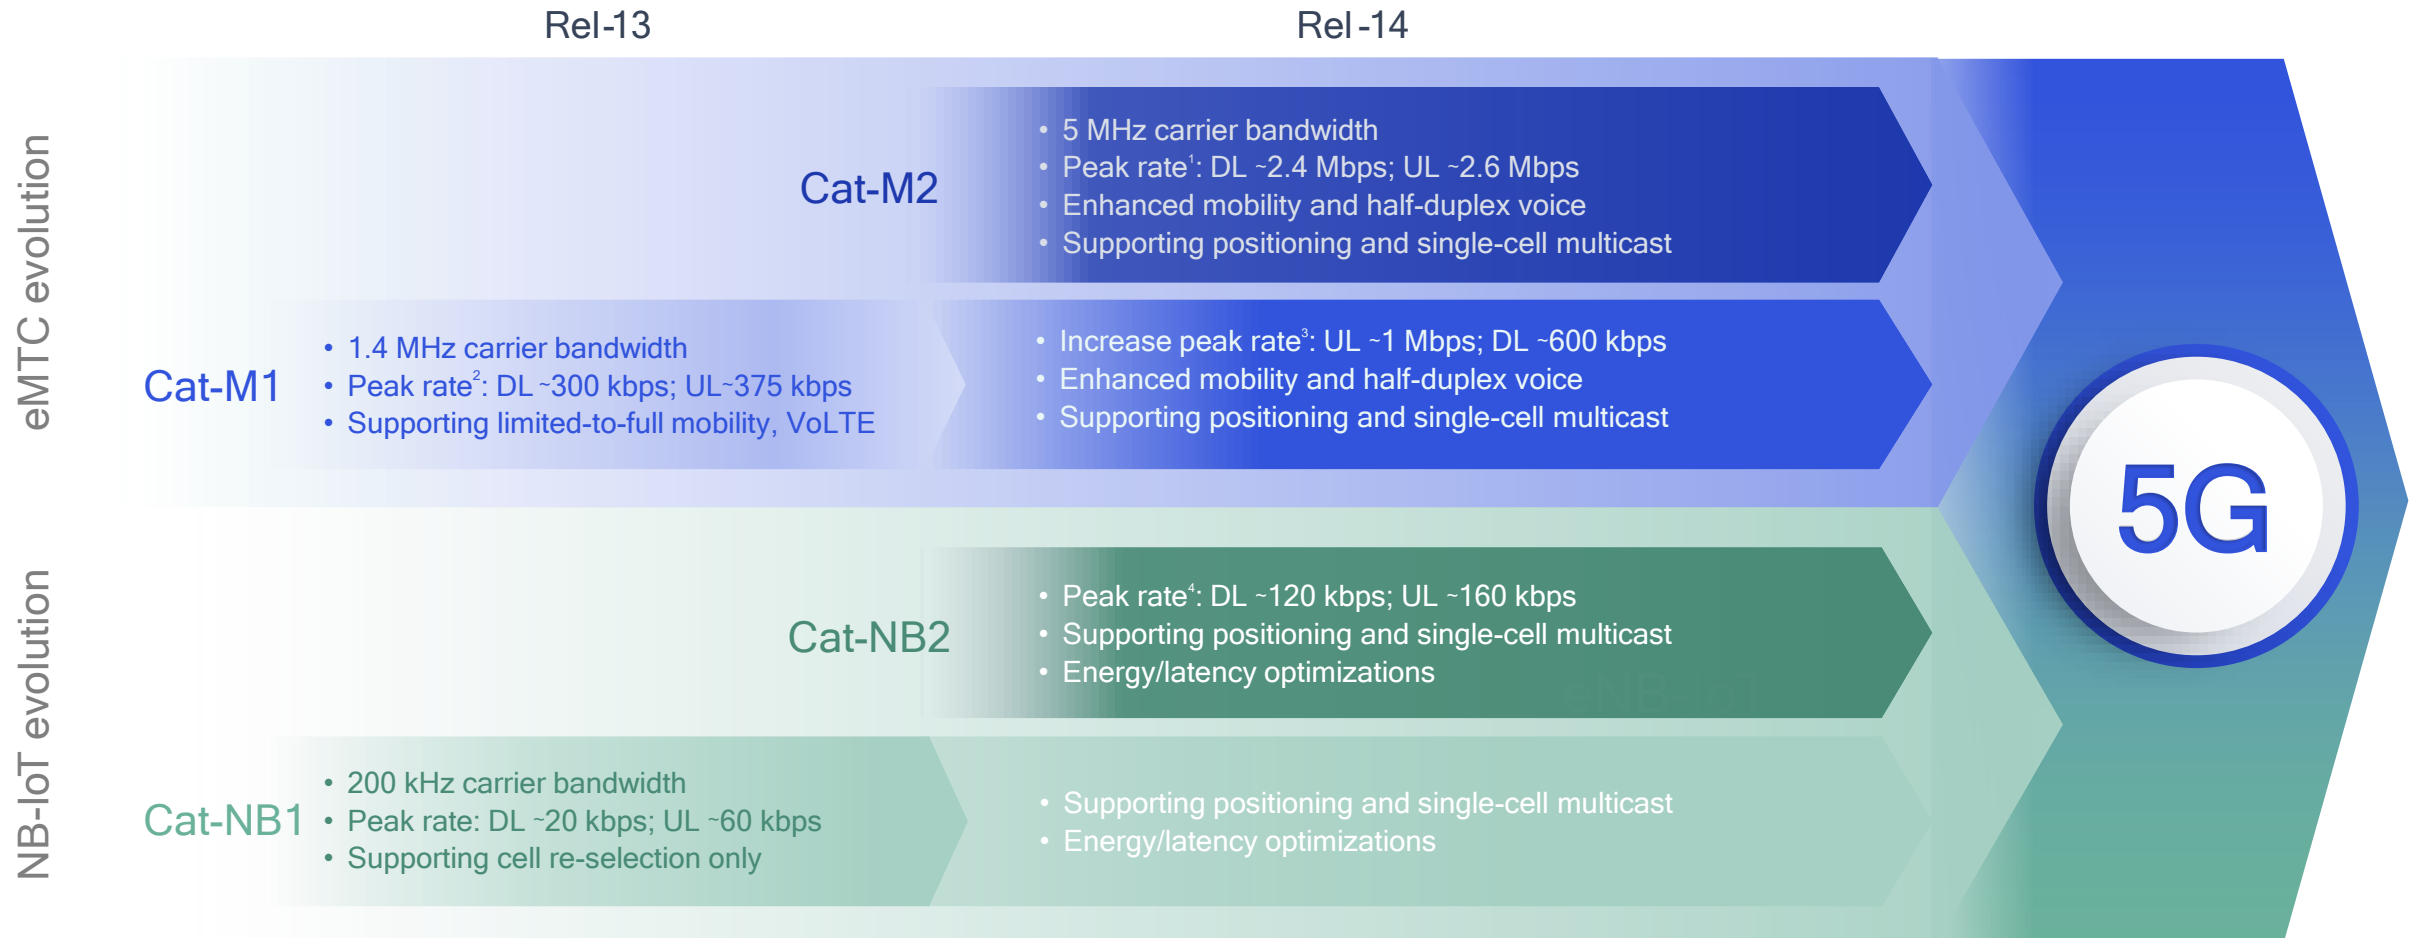 Rel-13
Rel-14
eMTC evolution
Cat-M2
• 5 MHz carrier bandwidth
• Peak rate¹: DL ~2.4 Mbps; UL ~2.6 Mbps
• Enhanced mobility and half-duplex voice
• Supporting positioning and single-cell multicast
Cat-M1
• 1.4 MHz carrier bandwidth
• Peak rate²: DL ~300 kbps; UL~375 kbps
• Supporting limited-to-full mobility, VoLTE
• Increase peak rate³: UL ~1 Mbps; DL ~600 kbps
• Enhanced mobility and half-duplex voice
• Supporting positioning and single-cell multicast
5G
NB-IoT evolution
Cat-NB2
• Peak rate⁴: DL ~120 kbps; UL ~160 kbps
• Supporting positioning and single-cell multicast
• Energy/latency optimizations
eNB-IoT
Cat-NB1
• 200 kHz carrier bandwidth
• Peak rate: DL ~20 kbps; UL ~60 kbps
• Supporting cell re-selection only
• Supporting positioning and single-cell multicast
• Energy/latency optimizations